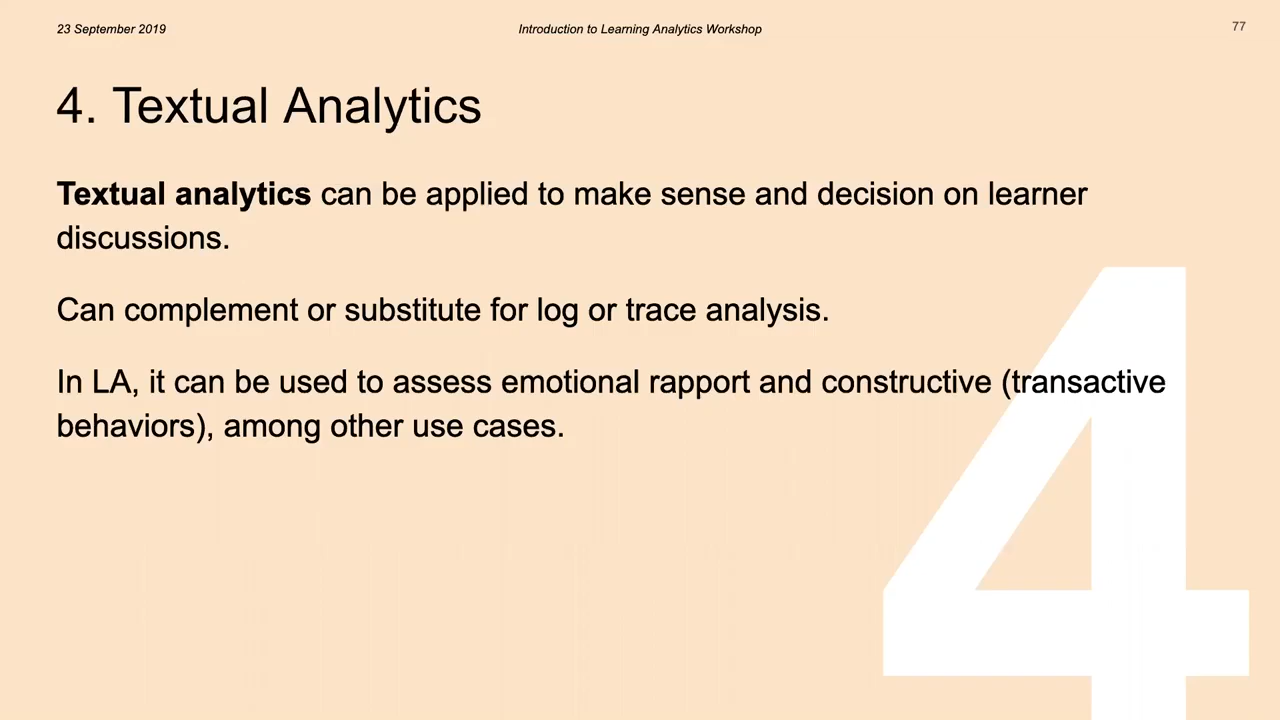 23 September 2019
Introduction to Learning Analytics Workshop
77
4. Textual Analytics
Textual analytics can be applied to make sense and decision on learner
discussions.
Can complement or substitute for log or trace analysis.
In LA, it can be used to assess emotional rapport and constructive (transactive
behaviors), among other use cases.
4